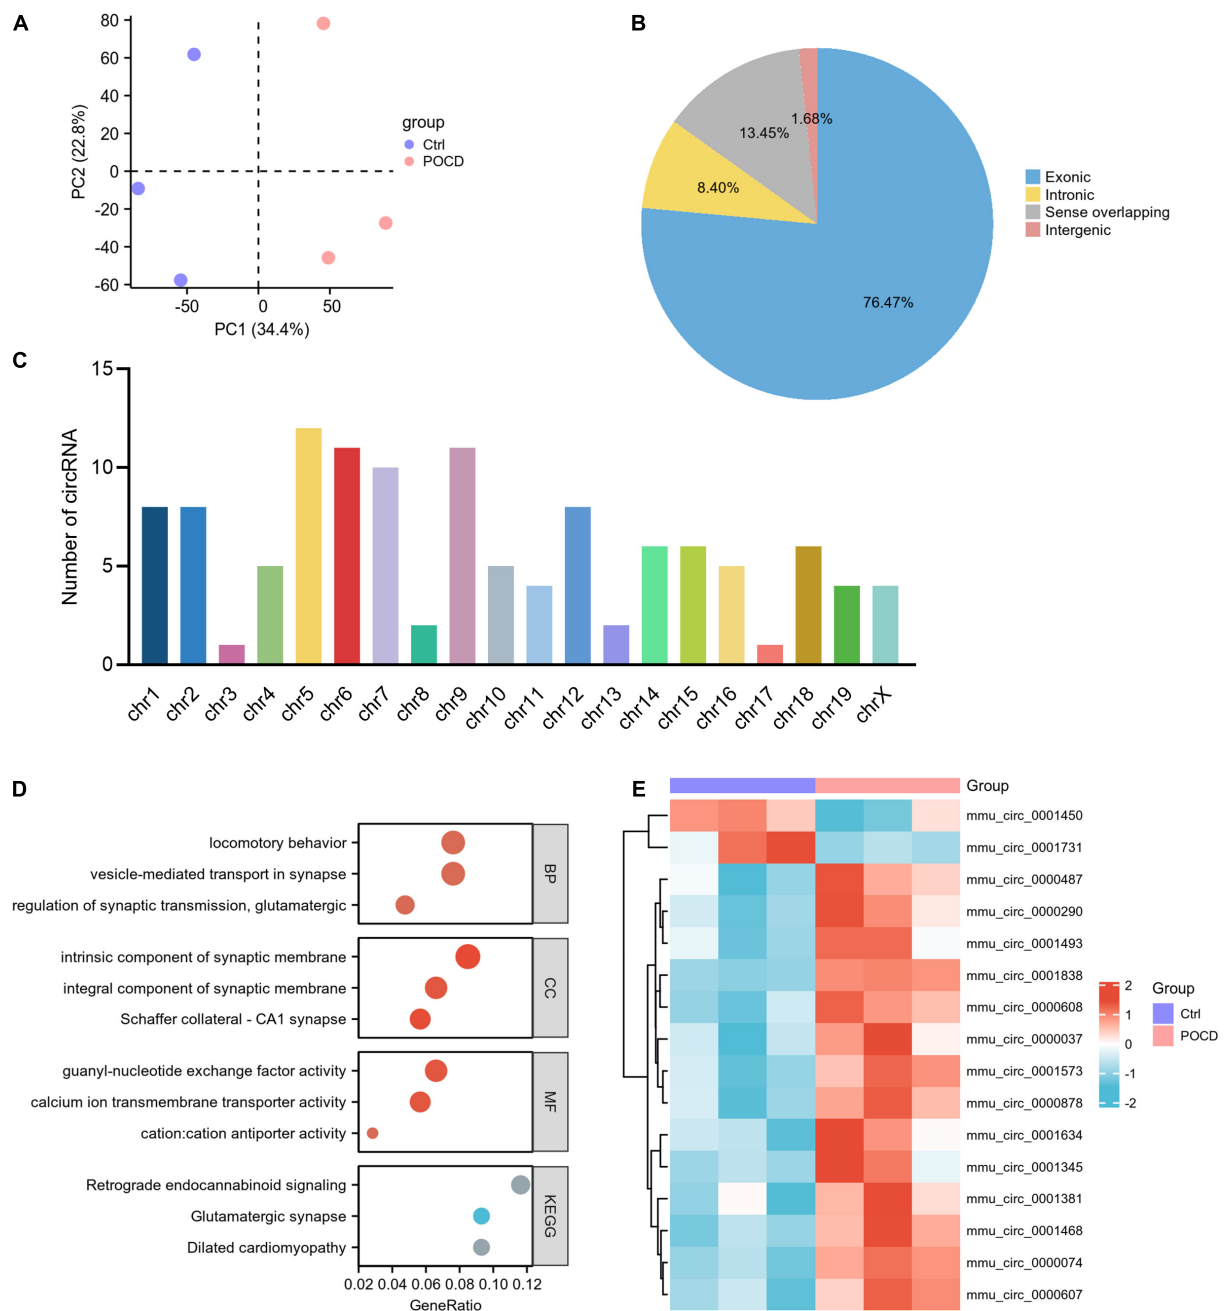 A
80
60
40
20
0
-20
-40
-60
PC2 (22.8%)
-50
0
50
PC1 (34.4%)
group
Ctrl
POCD
B
1.68%
13.45%
8.40%
76.47%
Exonic
Intronic
Sense overlapping
Intergenic
C
15
10
5
0
Number of circRNA
chr1
chr2
chr3
chr4
chr5
chr6
chr7
chr8
chr9
chr10
chr11
chr12
chr13
chr14
chr15
chr16
chr17
chr18
chr19
chrX
D
locomotory behavior
vesicle-mediated transport in synapse
regulation of synaptic transmission, glutamatergic
BP
intrinsic component of synaptic membrane
integral component of synaptic membrane
Schaffer collateral - CA1 synapse
CC
guanyl-nucleotide exchange factor activity
calcium ion transmembrane transporter activity
cation:cation antiporter activity
MF
Retrograde endocannabinoid signaling
Glutamatergic synapse
Dilated cardiomyopathy
KEGG
0.02 0.04 0.06 0.08 0.10 0.12
GeneRatio
E
Group
mmu_circ_0001450
mmu_circ_0001731
mmu_circ_0000487
mmu_circ_0000290
mmu_circ_0001493
mmu_circ_0001838
mmu_circ_0000608
mmu_circ_0000037
mmu_circ_0001573
mmu_circ_0000878
mmu_circ_0001634
mmu_circ_0001345
mmu_circ_0001381
mmu_circ_0001468
mmu_circ_0000074
mmu_circ_0000607
2
1
0
-1
-2
Group
Ctrl
POCD